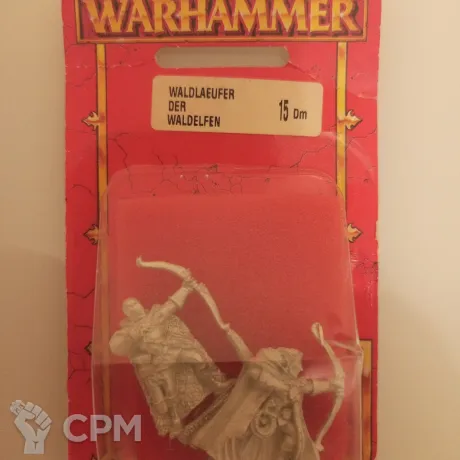 WARHAMMER
WALDLAEUFER
DER
WALDELFEN
15 Dm
CPM